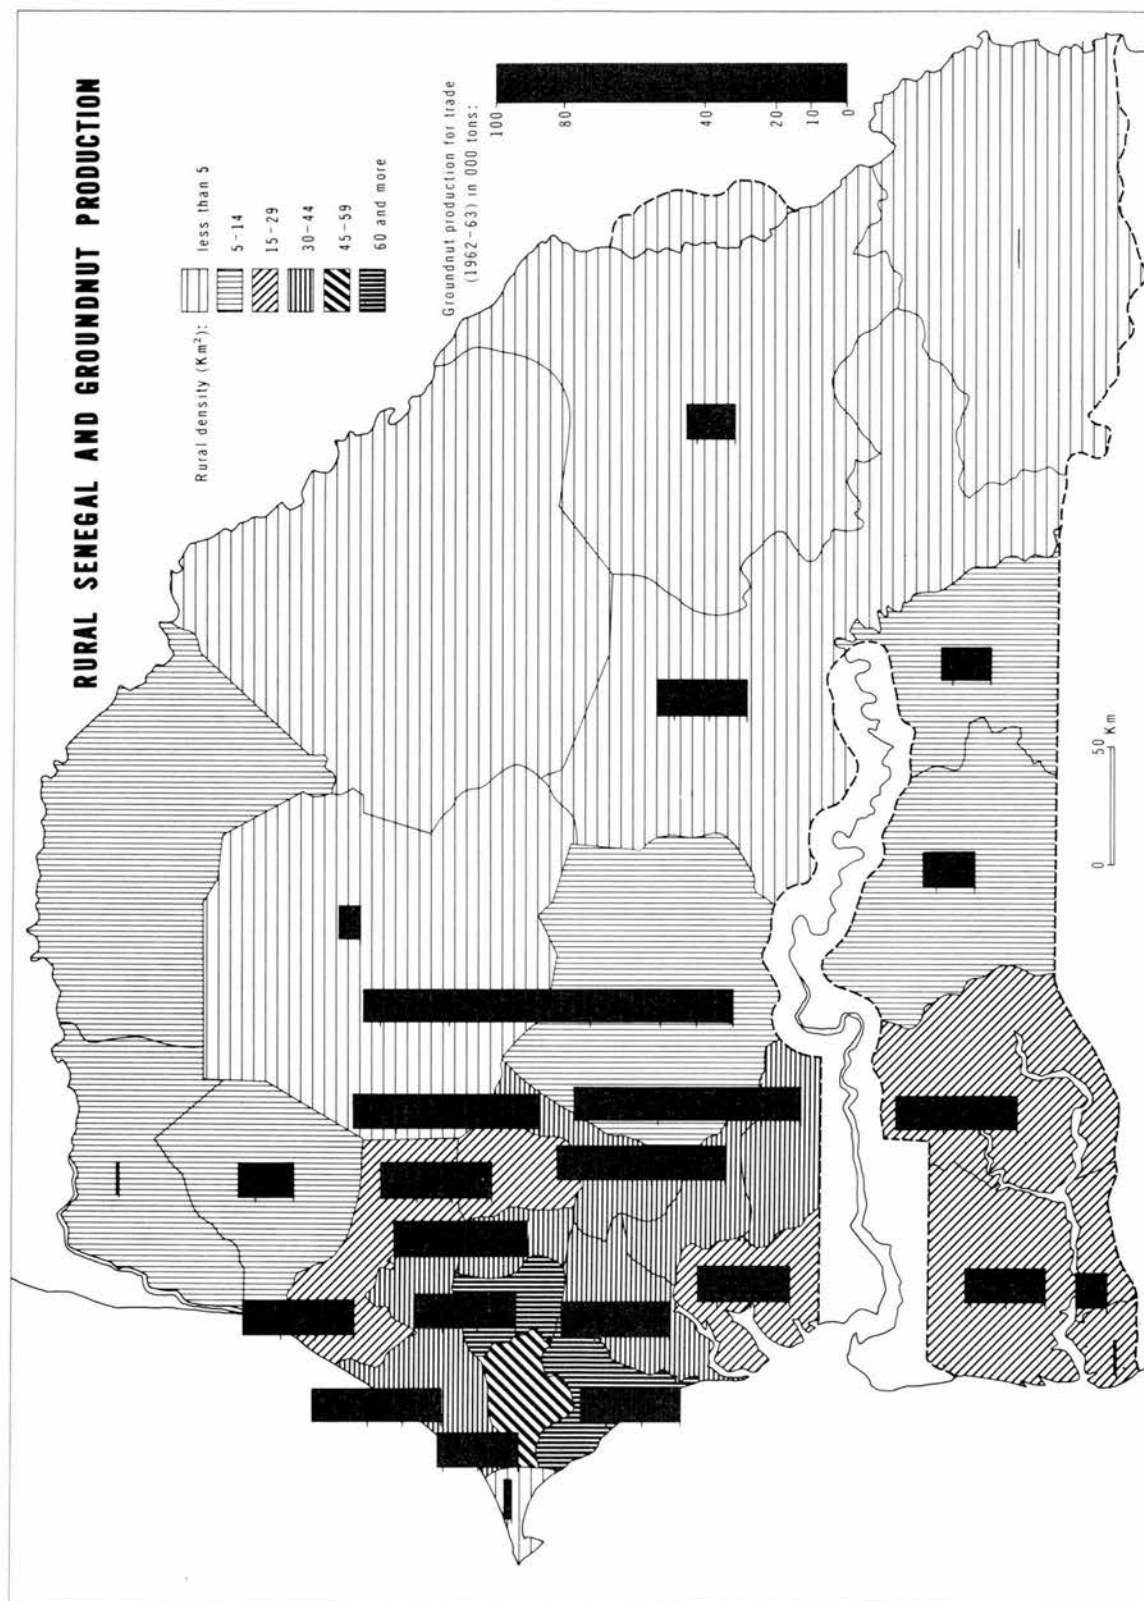 RURAL SENEGAL AND GROUNDNUT PRODUCTION
Rural density (Km²):
less than 5
5-14
15-29
30-44
45-59
60 and more
Groundnut production for trade
(1962-63) in 000 tons:
100
80
40
20
10
0
0 50
Km